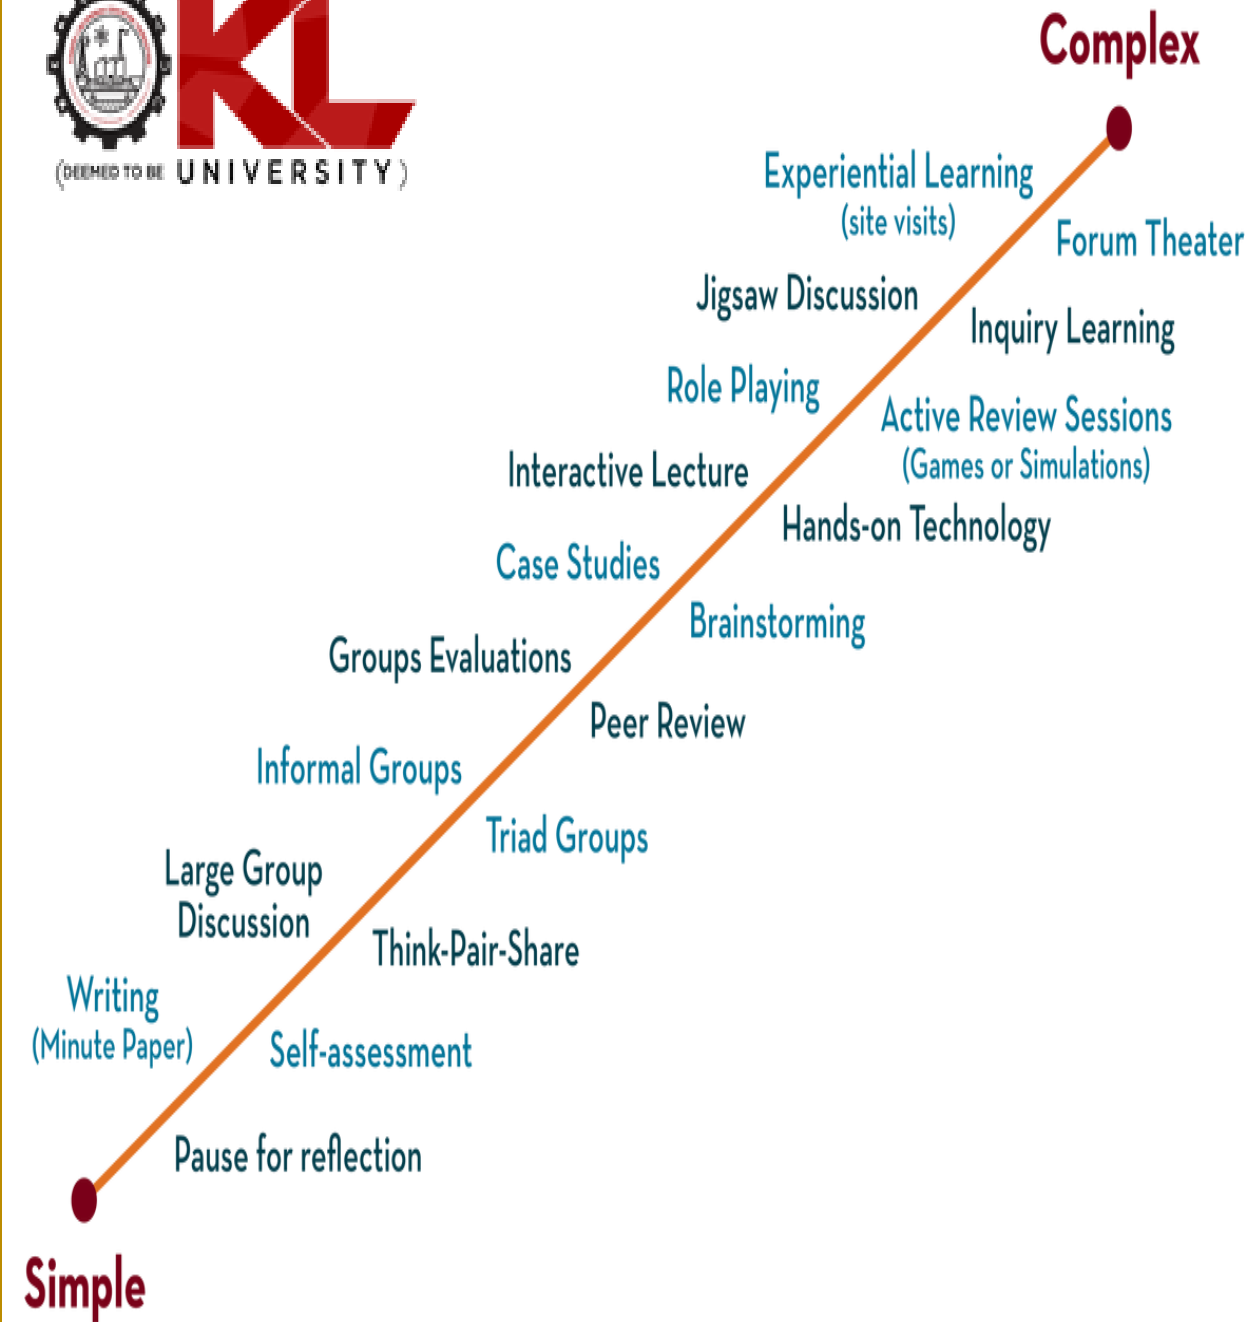 KL
(DEEMED TO BE UNIVERSITY)
Complex
Experiential Learning
(site visits)
Forum Theater
Jigsaw Discussion
Inquiry Learning
Role Playing
Active Review Sessions
(Games or Simulations)
Interactive Lecture
Hands-on Technology
Case Studies
Brainstorming
Groups Evaluations
Peer Review
Informal Groups
Triad Groups
Large Group
Discussion
Think-Pair-Share
Writing
(Minute Paper)
Self-assessment
Pause for reflection
Simple